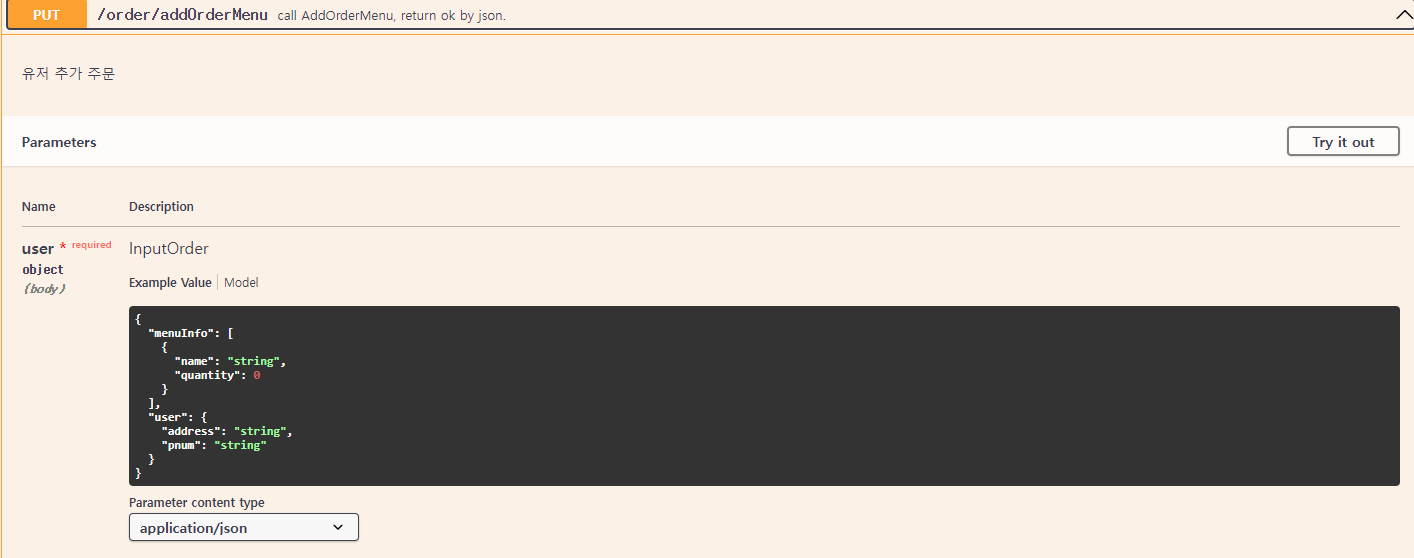 PUT /order/addOrderMenu call AddOrderMenu, return ok by json.
유저 추가 주문
Parameters Try it out
Name Description
user * required InputOrder
object
(body)
Example Value Model
{
  "menuInfo": [
    {
      "name": "string",
      "quantity": 0
    }
  ],
  "user": {
    "address": "string",
    "pnum": "string"
  }
}
Parameter content type
application/json